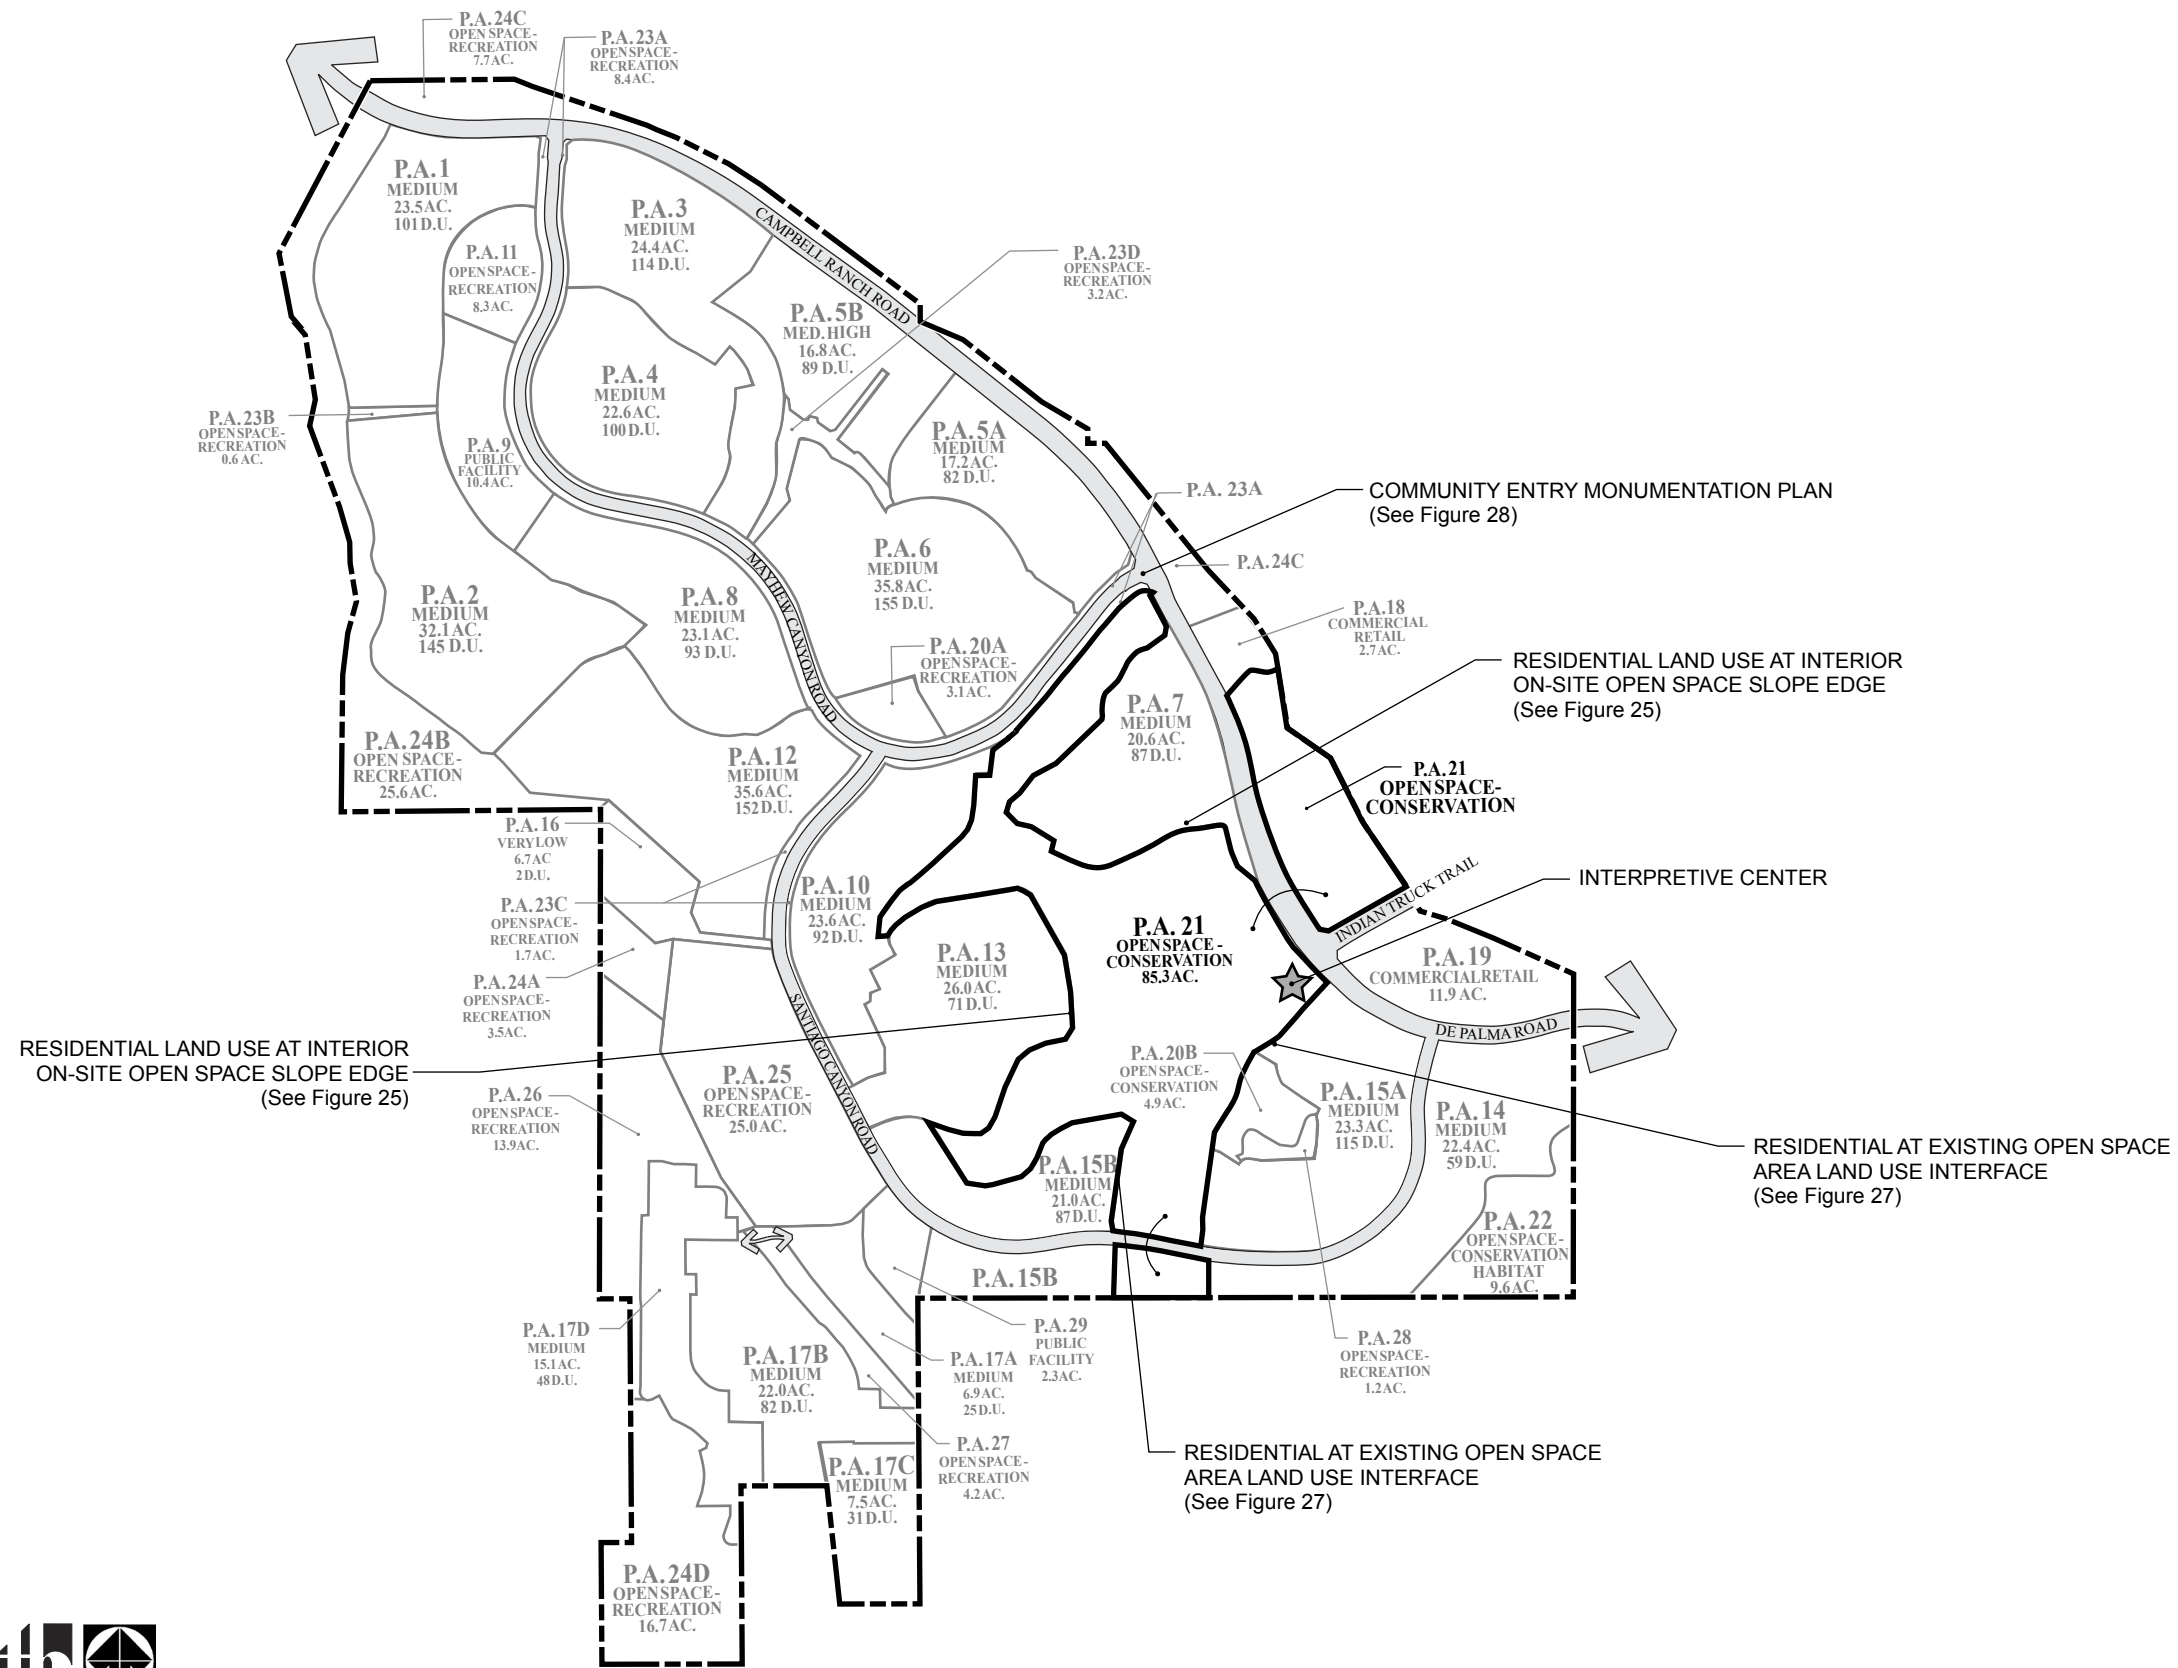 P.A.24C
OPEN SPACE-
RECREATION
7.7AC.
P.A.23A
OPEN SPACE-
RECREATION
8.4AC.
P.A.1
MEDIUM
23.5AC.
101 D.U.
P.A.3
MEDIUM
24.4AC.
114 D.U.
CAMPBELL RANCH ROAD
P.A.11
OPEN SPACE-
RECREATION
8.3AC.
P.A.23D
OPEN SPACE-
RECREATION
3.2AC.
P.A.5B
MED.HIGH
16.8AC.
89 D.U.
P.A.4
MEDIUM
22.6AC.
100 D.U.
P.A.23B
OPEN SPACE-
RECREATION
0.6 AC.
P.A.9
PUBLIC
FACILITY
10.4AC.
P.A.5A
MEDIUM
17.2AC.
82 D.U.
P.A. 23A
COMMUNITY ENTRY MONUMENTATION PLAN
(See Figure 28)
P.A.6
MEDIUM
35.8AC.
155 D.U.
P.A.24C
MAYHEW CANYON ROAD
P.A.2
MEDIUM
32.1AC.
145 D.U.
P.A.8
MEDIUM
23.1AC.
93 D.U.
P.A.18
COMMERCIAL
RETAIL
2.7AC.
P.A.20A
OPEN SPACE-
RECREATION
3.1AC.
RESIDENTIAL LAND USE AT INTERIOR
ON-SITE OPEN SPACE SLOPE EDGE
(See Figure 25)
P.A.7
MEDIUM
20.6AC.
87D.U.
P.A.24B
OPEN SPACE-
RECREATION
25.6AC.
P.A.12
MEDIUM
35.6AC.
152D.U.
P.A.21
OPEN SPACE-
CONSERVATION
P.A.16
VERY LOW
6.7AC
2D.U.
INDIAN TRUCK TRAIL
INTERPRETIVE CENTER
P.A.10
MEDIUM
23.6AC.
92D.U.
P.A.23C
OPEN SPACE-
RECREATION
1.7AC.
P.A. 21
OPEN SPACE-
CONSERVATION
85.3AC.
P.A.13
MEDIUM
26.0AC.
71 D.U.
P.A.19
COMMERCIAL RETAIL
11.9 AC.
P.A.24A
OPEN SPACE-
RECREATION
3.5AC.
SANTIAGO CANYON ROAD
DE PALMA ROAD
RESIDENTIAL LAND USE AT INTERIOR
ON-SITE OPEN SPACE SLOPE EDGE
(See Figure 25)
P.A.20B
OPEN SPACE-
CONSERVATION
4.9AC.
P.A.25
OPEN SPACE-
RECREATION
25.0AC.
P.A.15A
MEDIUM
23.3AC.
115 D.U.
P.A.14
MEDIUM
22.4AC.
59D.U.
P.A.26
OPEN SPACE-
RECREATION
13.9AC.
RESIDENTIAL AT EXISTING OPEN SPACE
AREA LAND USE INTERFACE
(See Figure 27)
P.A.15B
MEDIUM
21.0AC.
87D.U.
P.A.22
OPEN SPACE-
CONSERVATION
HABITAT
9.6AC.
P.A.15B
P.A.17D
MEDIUM
15.1AC.
48D.U.
P.A.29
PUBLIC
FACILITY
2.3AC.
P.A.28
OPEN SPACE-
RECREATION
1.2AC.
P.A.17B
MEDIUM
22.0AC.
82 D.U.
P.A.17A
MEDIUM
6.9AC.
25D.U.
P.A.27
OPEN SPACE-
RECREATION
4.2AC.
RESIDENTIAL AT EXISTING OPEN SPACE
AREA LAND USE INTERFACE
(See Figure 27)
P.A.17C
MEDIUM
7.5AC.
31D.U.
P.A.24D
OPEN SPACE-
RECREATION
16.7AC.